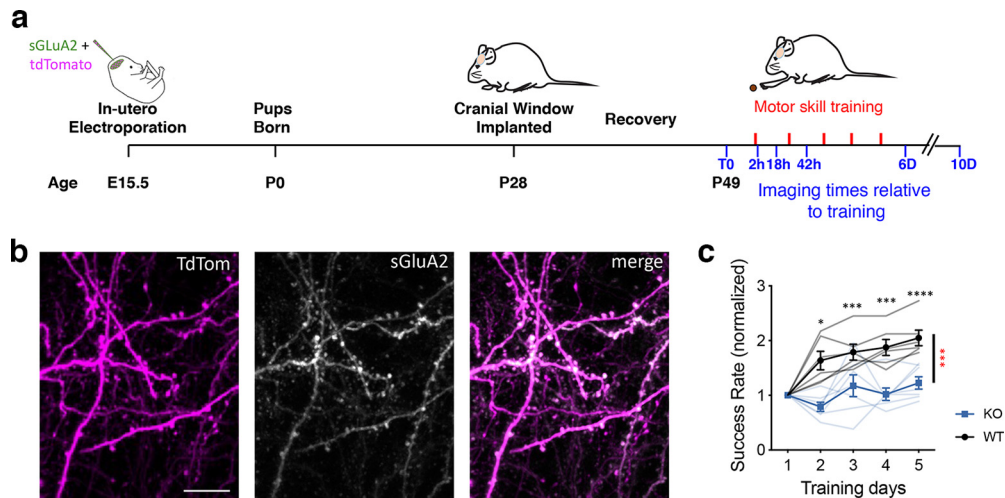 a
sGLuA2 +
tdTomato
In-utero
Electroporation
Pups
Born
Cranial Window
Implanted
Recovery
Motor skill training
T0
2h
18h
42h
6D
10D
Age
E15.5
P0
P28
P49
Imaging times relative
to training
b
TdTom
sGluA2
merge
c
Success Rate (normalized)
3
2
1
0
*
***
***
****
***
KO
WT
1 2 3 4 5
Training days